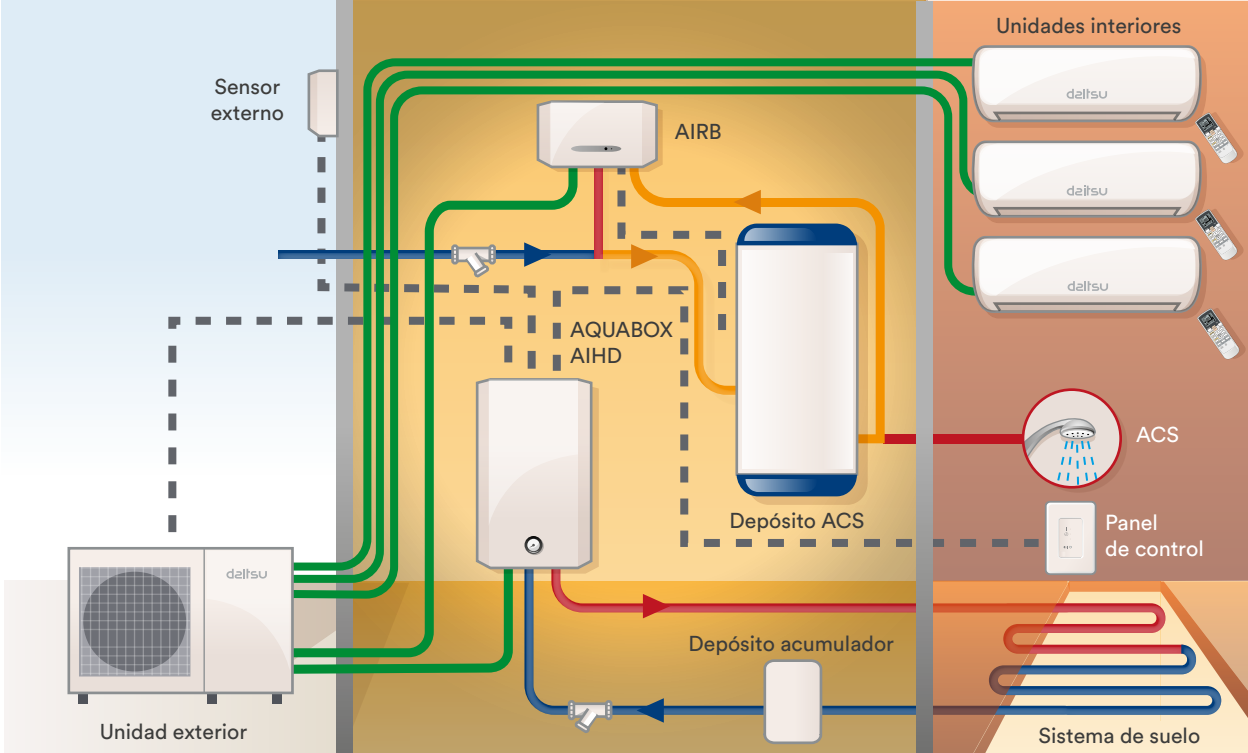 Unidades interiores
Sensor
externo
daitsu
AIRB
daitsu
daitsu
AQUABOX
AIHD
ACS
Depósito ACS
Panel
de control
daitsu
Depósito acumulador
Unidad exterior
Sistema de suelo